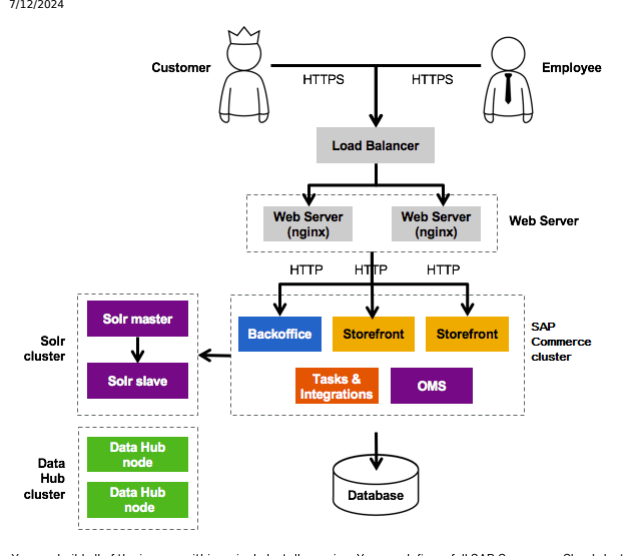 7/12/2024
Customer
Employee
HTTPS
HTTPS
Load Balancer
Web Server
(nginx)
Web Server
(nginx)
Web Server
HTTP
HTTP
HTTP
Solr
cluster
Solr master
Solr slave
Backoffice
Storefront
Storefront
Tasks &
Integrations
OMS
SAP
Commerce
cluster
Data
Hub
cluster
Data Hub
node
Data Hub
node
Database